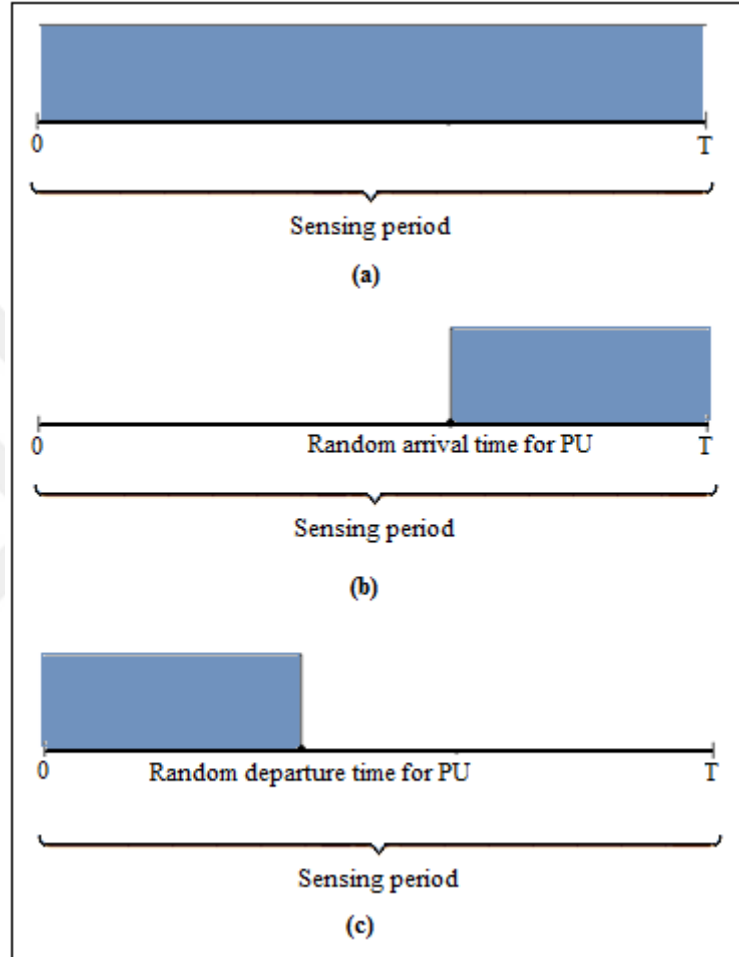 0 T
Sensing period
(a)
0 Random arrival time for PU T
Sensing period
(b)
0 Random departure time for PU T
Sensing period
(c)